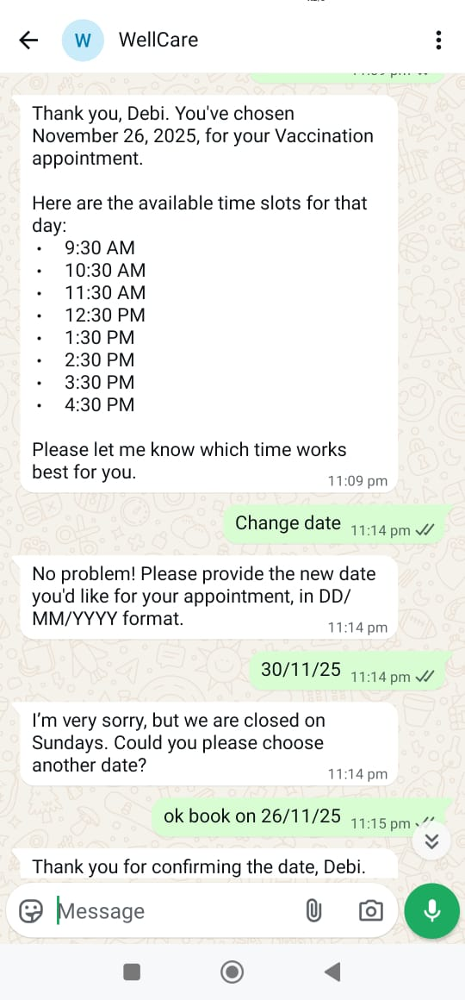 W WellCare
Thank you, Debi. You've chosen
November 26, 2025, for your Vaccination
appointment.
Here are the available time slots for that
day:
• 9:30 AM
• 10:30 AM
• 11:30 AM
• 12:30 PM
• 1:30 PM
• 2:30 PM
• 3:30 PM
• 4:30 PM
Please let me know which time works
best for you.
11:09 pm
Change date 11:14 pm
No problem! Please provide the new date
you'd like for your appointment, in DD/
MM/YYYY format.
11:14 pm
30/11/25 11:14 pm
I’m very sorry, but we are closed on
Sundays. Could you please choose
another date?
11:14 pm
ok book on 26/11/25 11:15 pm
Thank you for confirming the date, Debi.
Message